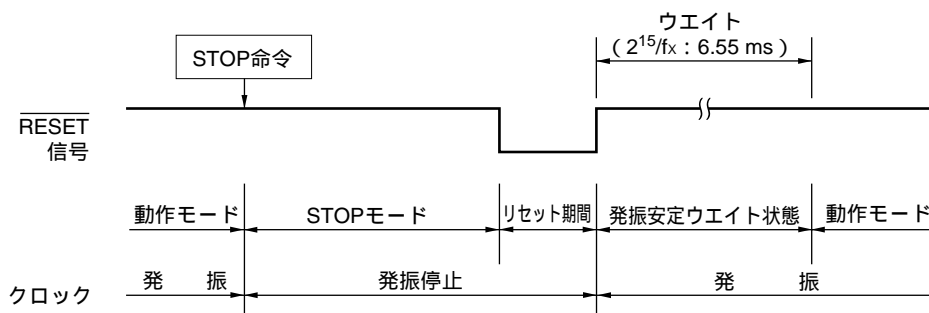 ウエイト
( 2¹⁵/fx : 6.55 ms )
STOP命令
RESET
信号
動作モード STOPモード リセット期間 発振安定ウエイト状態 動作モード
クロック 発 振 発振停止 発 振